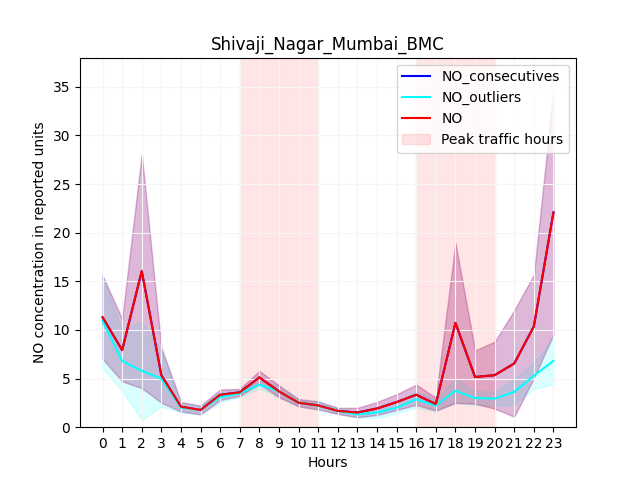 Shivaji_Nagar_Mumbai_BMC
NO_consecutives
NO_outliers
NO
Peak traffic hours
NO concentration in reported units
35
30
25
20
15
10
5
0
0 1 2 3 4 5 6 7 8 9 10 11 12 13 14 15 16 17 18 19 20 21 22 23
Hours